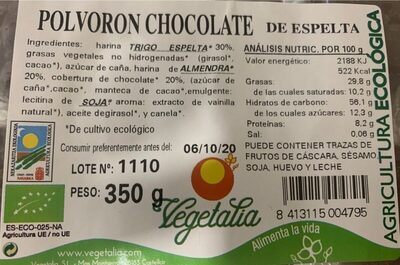 POLVORON CHOCOLATE DE ESPELTA
Ingredientes: harina TRIGO ESPELTA* 30%,
grasas vegetales no hidrogenadas* (girasol*,
cacao*), azúcar de caña, harina de ALMENDRA*
20%, cobertura de chocolate* 20%, (azúcar
de caña*, cacao*, manteca de cacao*, emulgente:
lecitina de SOJA* aroma: extracto de vainilla
natural*), aceite degirasol*, y canela*.
*De cultivo ecológico
Consumir preferentemente antes del: 06/10/20
LOTE Nº: 1110
PESO: 350 g
ANÁLISIS NUTRIC. POR 100 g
Valor energético: 2188 KJ
522 Kcal
Grasas: 29.8 g
de las cuales saturadas: 10.2 g
Hidratos de carbono: 56.1 g
de los cuales azúcares: 12.3 g
Proteinas: 8.2 g
Sal: 0.06 g
PUEDE CONTENER TRAZAS DE
FRUTOS DE CÁSCARA, SÉSAMO
SOJA, HUEVO Y LECHE
8 413115 004795
AGRICULTURA ECOLÓGICA
Vegetalia
Alimenta la vida
ES-ECO-025-NA
Agricultura UE / no UE
www.vegetalia.com